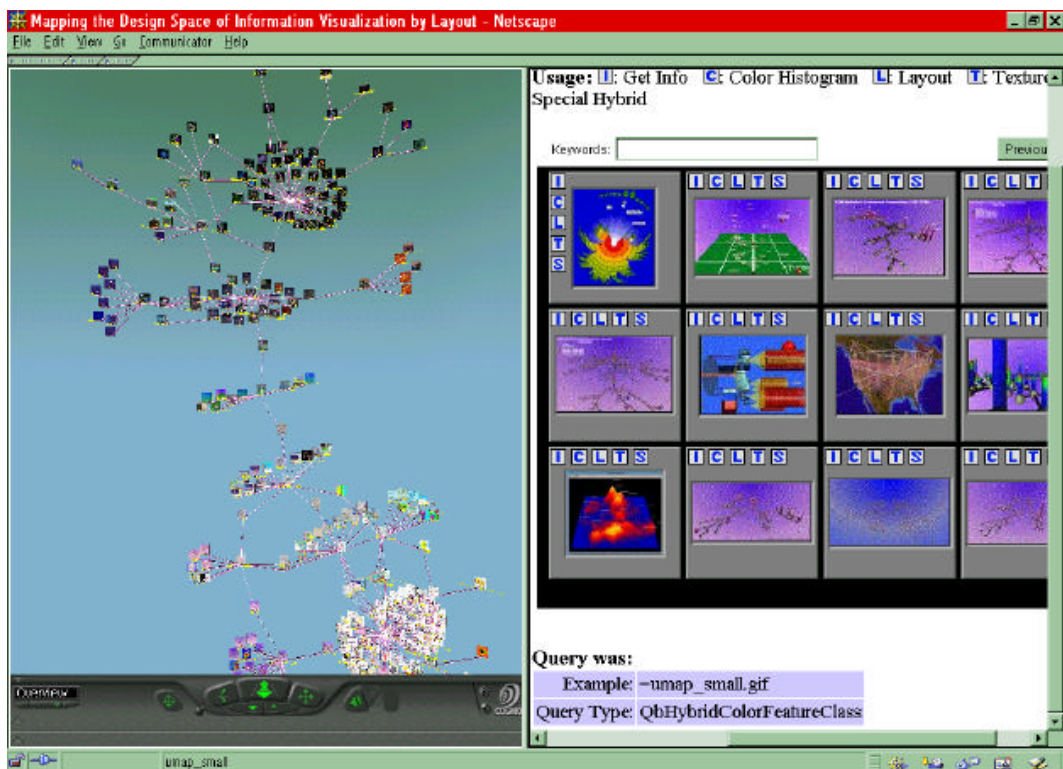 Mapping the Design Space of Information Visualization by Layout - Netscape
File Edit View Go Communicator Help
Usage: I: Get Info C: Color Histogram L: Layout T: Texture
Special Hybrid
Keywords:
Previou
I I C L T S I C L T S I C L T
C
L
T
S
I C L T S I C L T S I C L T S I C L T
I C L T S I C L T S I C L T S I C L T
Query was:
Example: =umap_small.gif
Query Type: QbHybridColorFeatureClass
Overview
umap_small